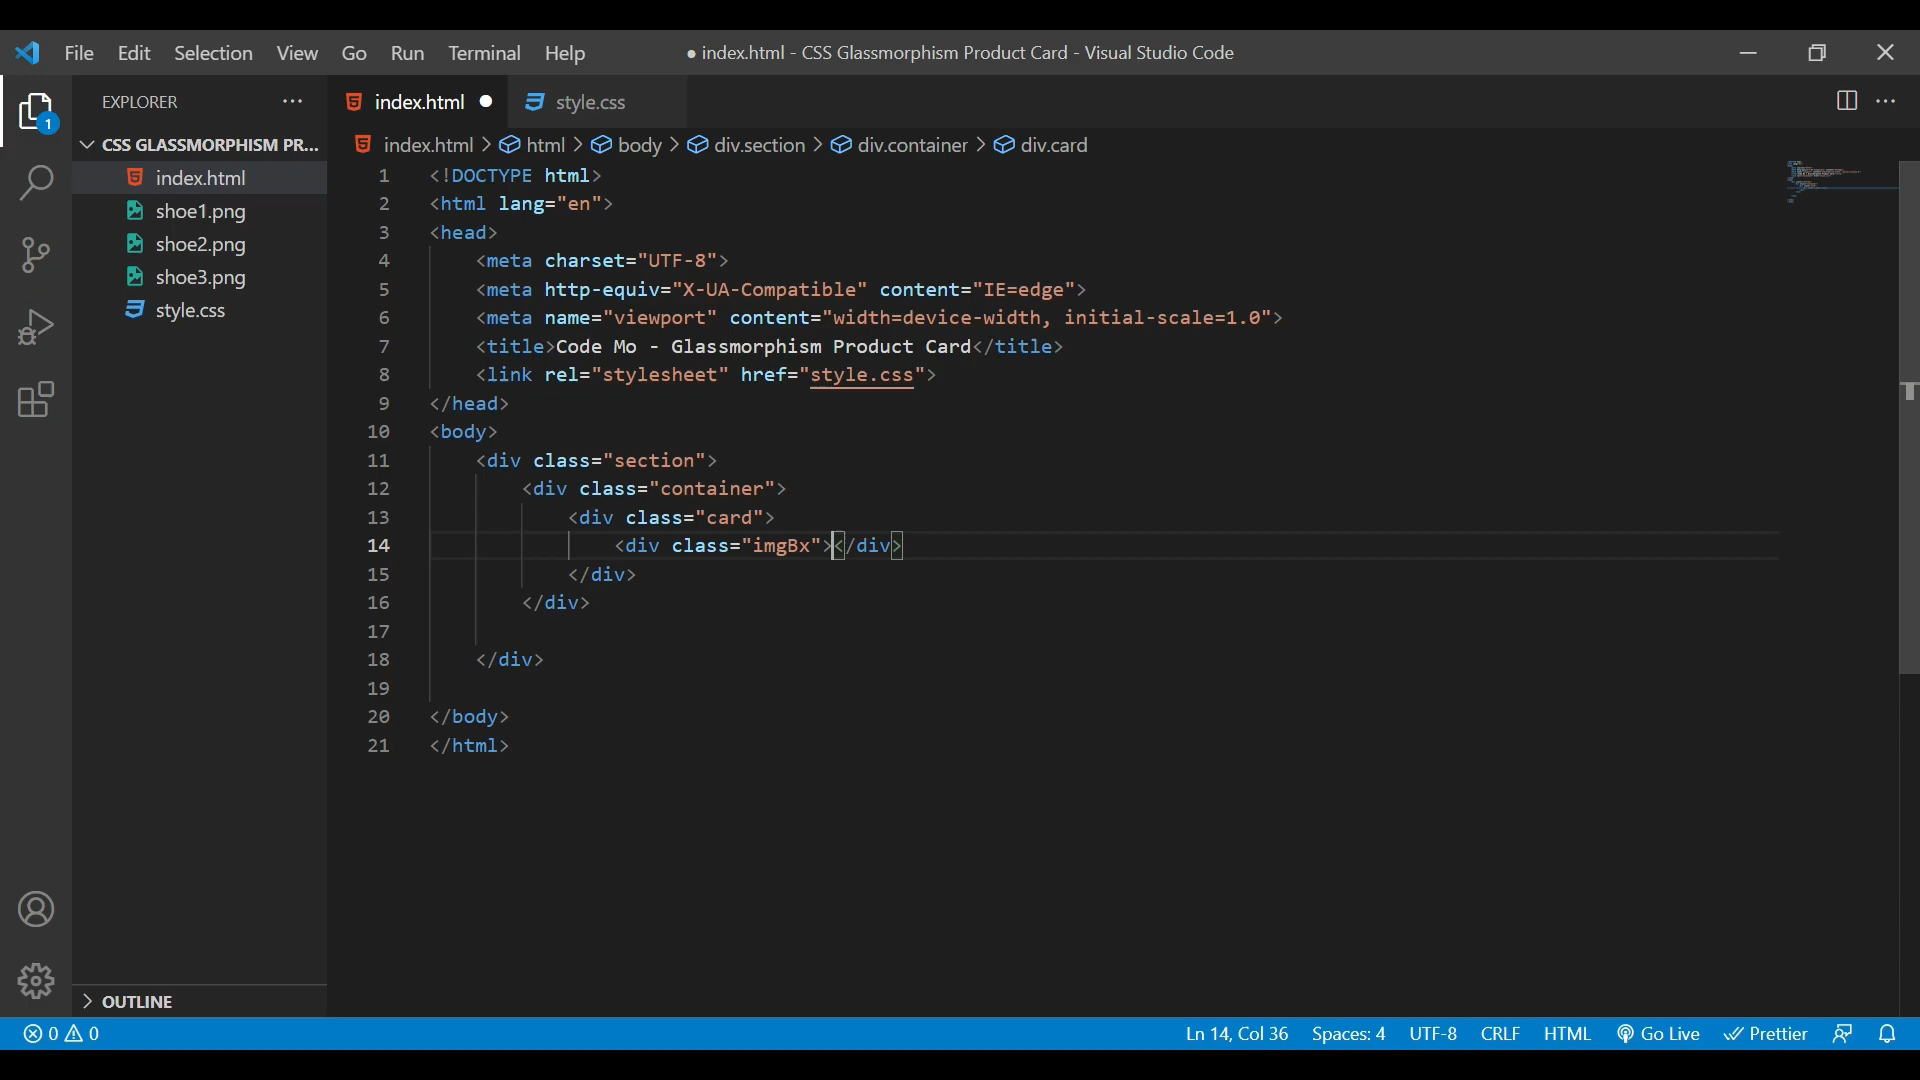 File Edit Selection View Go Run Terminal Help ● index.html - CSS Glassmorphism Product Card - Visual Studio Code
EXPLORER ··· index.html ● style.css ···
1
CSS GLASSMORPHISM PR...
index.html > html > body > div.section > div.container > div.card
index.html
shoe1.png
shoe2.png
shoe3.png
style.css
1 <!DOCTYPE html>
2 <html lang="en">
3 <head>
4 <meta charset="UTF-8">
5 <meta http-equiv="X-UA-Compatible" content="IE=edge">
6 <meta name="viewport" content="width=device-width, initial-scale=1.0">
7 <title>Code Mo - Glassmorphism Product Card</title>
8 <link rel="stylesheet" href="style.css">
9 </head>
10 <body>
11 <div class="section">
12 <div class="container">
13 <div class="card">
14 <div class="imgBx"></div>
15 </div>
16 </div>
17
18 </div>
19
20 </body>
21 </html>
OUTLINE
0 0 Ln 14, Col 36 Spaces: 4 UTF-8 CRLF HTML Go Live Prettier